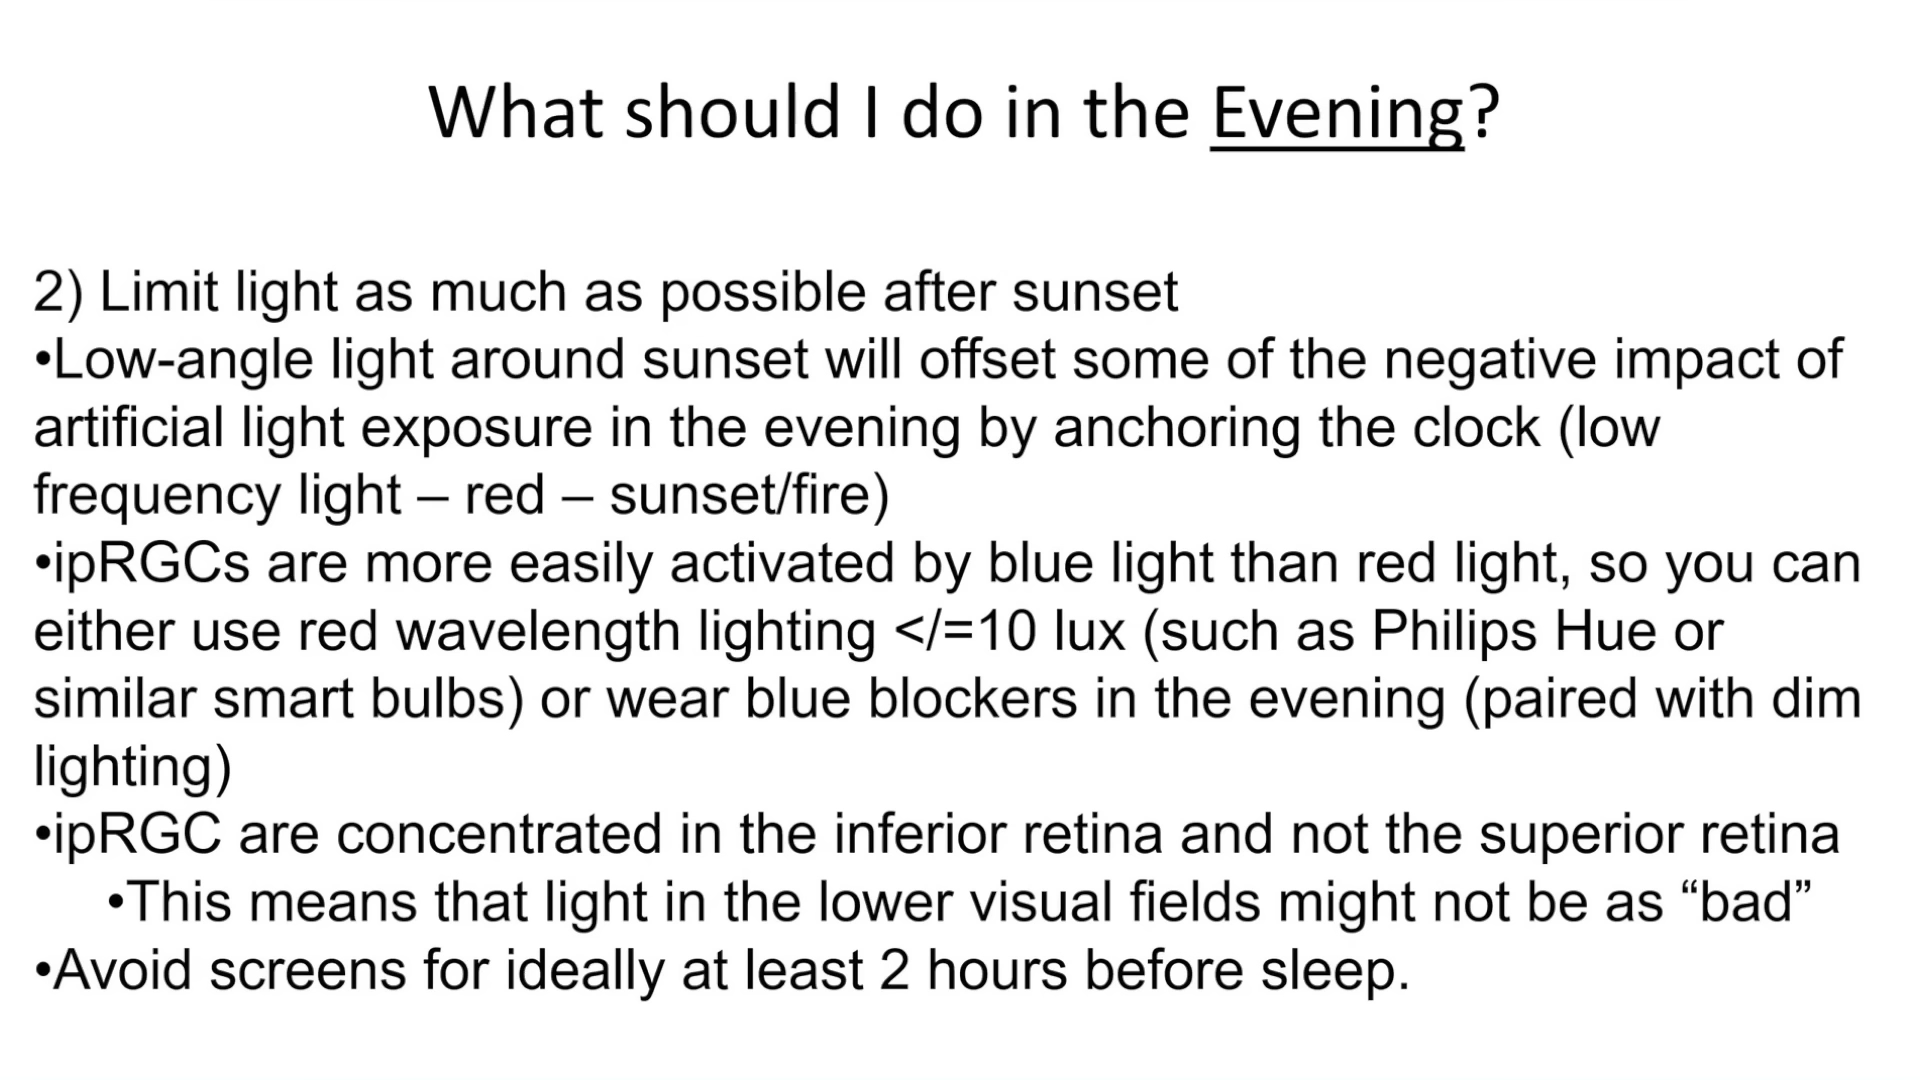 What should I do in the Evening?
2) Limit light as much as possible after sunset
•Low-angle light around sunset will offset some of the negative impact of
artificial light exposure in the evening by anchoring the clock (low
frequency light – red – sunset/fire)
•ipRGCs are more easily activated by blue light than red light, so you can
either use red wavelength lighting </=10 lux (such as Philips Hue or
similar smart bulbs) or wear blue blockers in the evening (paired with dim
lighting)
•ipRGC are concentrated in the inferior retina and not the superior retina
•This means that light in the lower visual fields might not be as “bad”
•Avoid screens for ideally at least 2 hours before sleep.